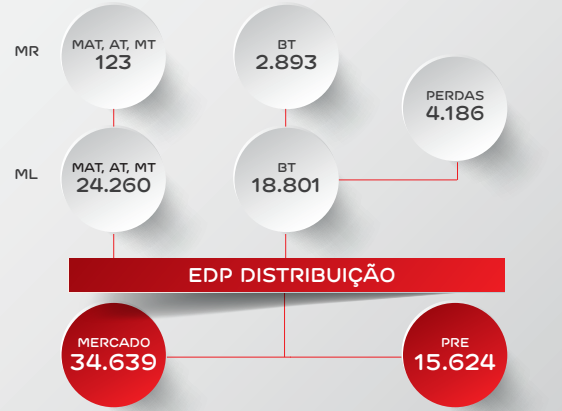 MR
MAT, AT, MT
123
BT
2.893
PERDAS
4.186
ML
MAT, AT, MT
24.260
BT
18.801
EDP DISTRIBUIÇÃO
MERCADO
34.639
PRE
15.624